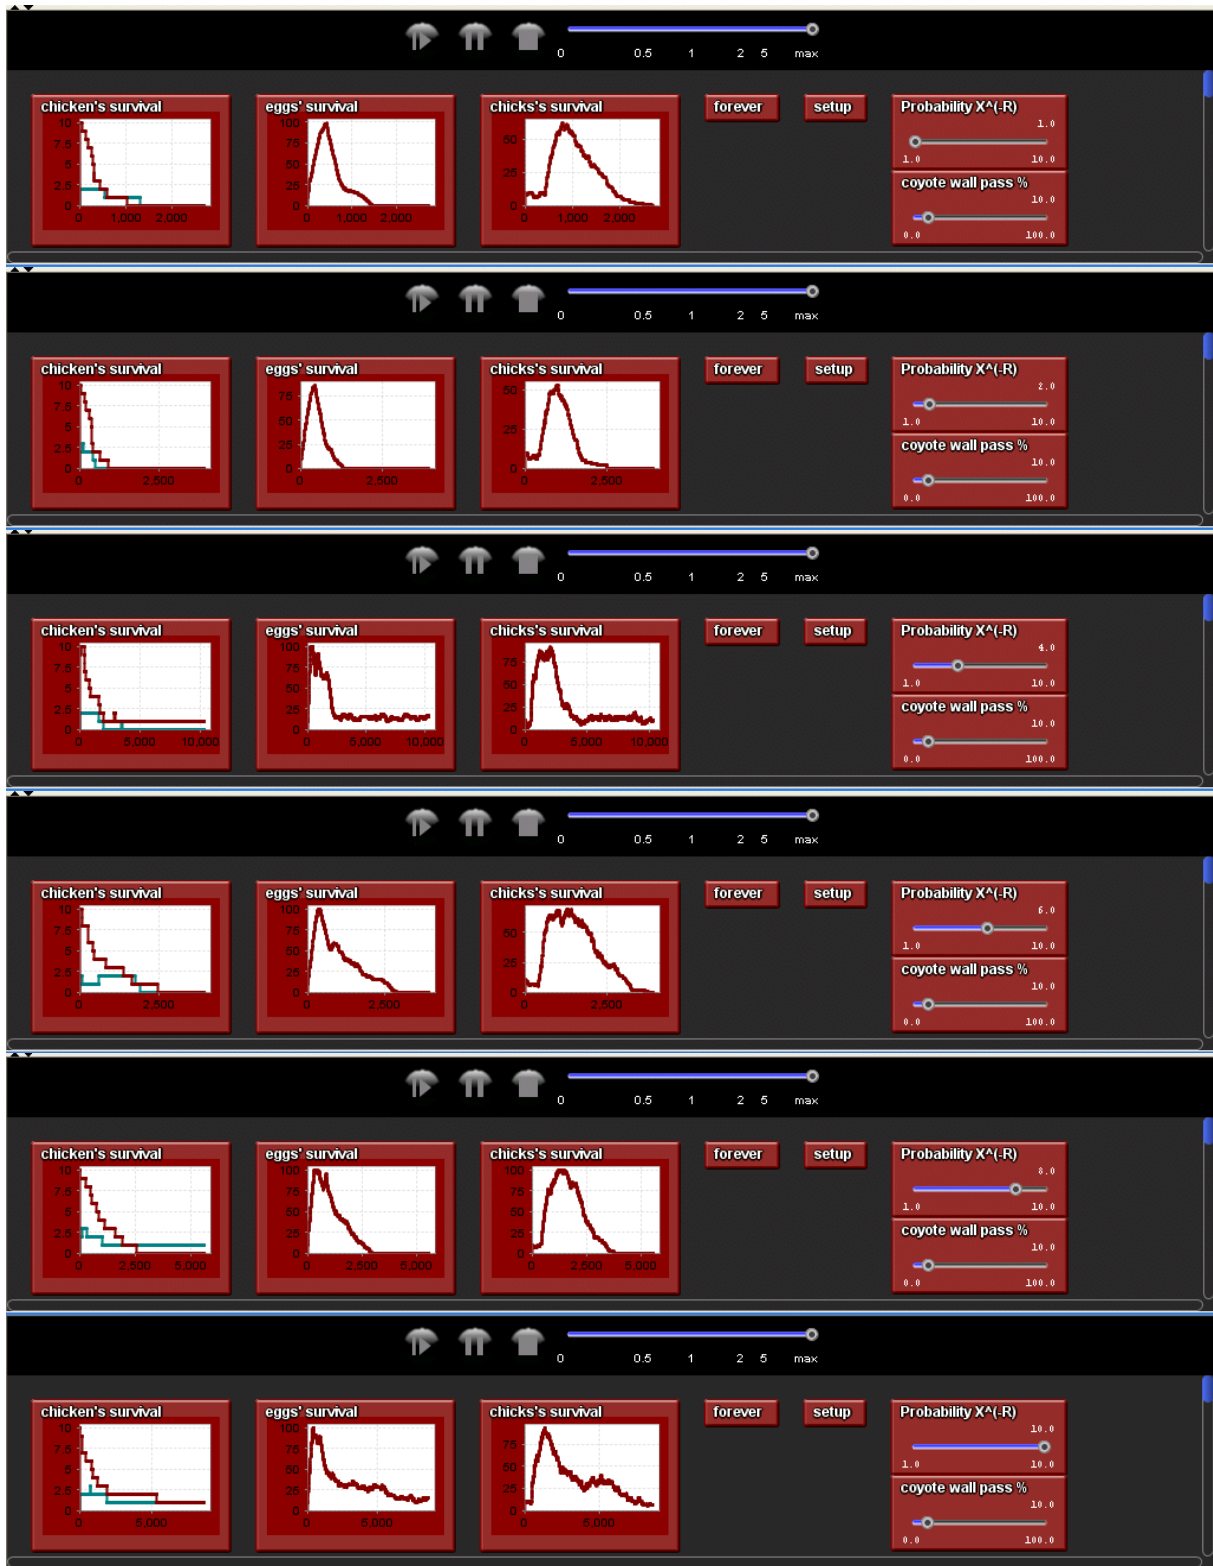 0 0.5 1 2 5 max
chicken's survival eggs' survival chicks's survival forever setup Probability X^(-R)
10 7.5 5 2.5 0
100 75 50 25 0
50 25 0
1.0
1.0 10.0
coyote wall pass %
10.0
0.0 100.0
0 1,000 2,000 0 1,000 2,000 0 1,000 2,000
0 0.5 1 2 5 max
chicken's survival eggs' survival chicks's survival forever setup Probability X^(-R)
10 7.5 5 2.5 0
75 50 25 0
50 25 0
2.0
1.0 10.0
coyote wall pass %
10.0
0.0 100.0
0 2,500 0 2,500 0 2,500
0 0.5 1 2 5 max
chicken's survival eggs' survival chicks's survival forever setup Probability X^(-R)
10 7.5 5 2.5 0
100 75 50 25 0
75 50 25 0
4.0
1.0 10.0
coyote wall pass %
10.0
0.0 100.0
0 5,000 10,000 0 5,000 10,000 0 5,000 10,000
0 0.5 1 2 5 max
chicken's survival eggs' survival chicks's survival forever setup Probability X^(-R)
10 7.5 5 2.5 0
100 75 50 25 0
50 25 0
6.0
1.0 10.0
coyote wall pass %
10.0
0.0 100.0
0 2,500 0 2,500 0 2,500
0 0.5 1 2 5 max
chicken's survival eggs' survival chicks's survival forever setup Probability X^(-R)
10 7.5 5 2.5 0
100 75 50 25 0
100 75 50 25 0
8.0
1.0 10.0
coyote wall pass %
10.0
0.0 100.0
0 2,500 5,000 0 2,500 5,000 0 2,500 5,000
0 0.5 1 2 5 max
chicken's survival eggs' survival chicks's survival forever setup Probability X^(-R)
10 7.5 5 2.5 0
100 75 50 25 0
75 50 25 0
10.0
1.0 10.0
coyote wall pass %
10.0
0.0 100.0
0 5,000 0 5,000 0 5,000